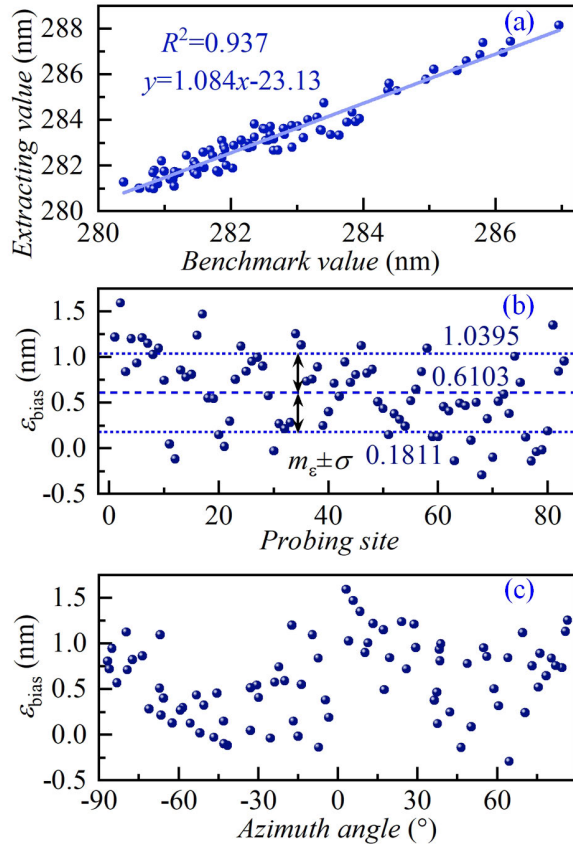 (a)
288
286
284
282
280
R²=0.937
y=1.084x-23.13
Extracting value (nm)
280 282 284 286
Benchmark value (nm)
(b)
1.5
1.0
0.5
0.0
-0.5
1.0395
0.6103
0.1811
mε±σ
εbias (nm)
0 20 40 60 80
Probing site
(c)
1.5
1.0
0.5
0.0
-0.5
εbias (nm)
-90 -60 -30 0 30 60
Azimuth angle (°)